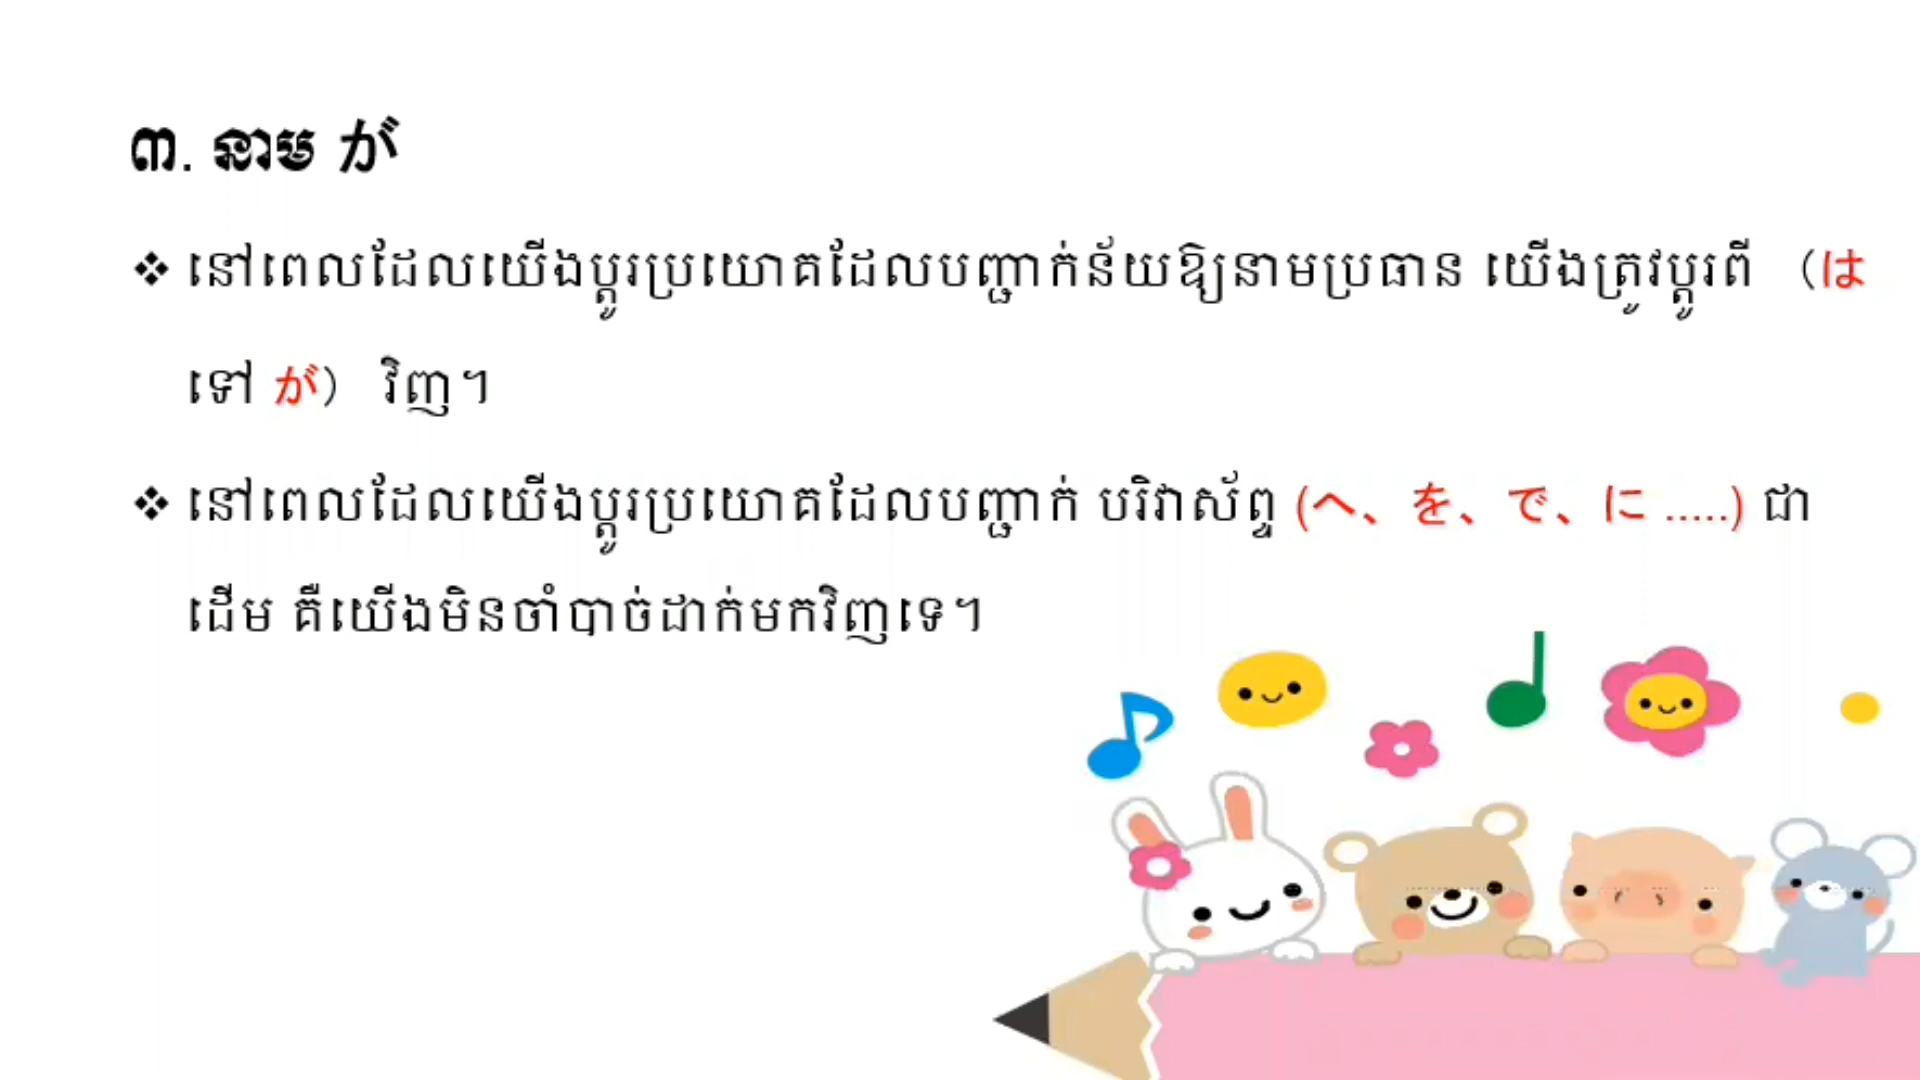 ៣. នាម が
❖ នៅពេលដែលយើងប្តូរប្រយោគដែលបញ្ជាក់ន័យឱ្យនាមប្រធាន យើងត្រូវប្តូរពី （は
ទៅ が） វិញ។
❖ នៅពេលដែលយើងប្តូរប្រយោគដែលបញ្ជាក់ បរិវាស័ព្ទ (へ、を、で、に .....) ជា
ដើម គឺយើងមិនចាំបាច់ដាក់មកវិញទេ។